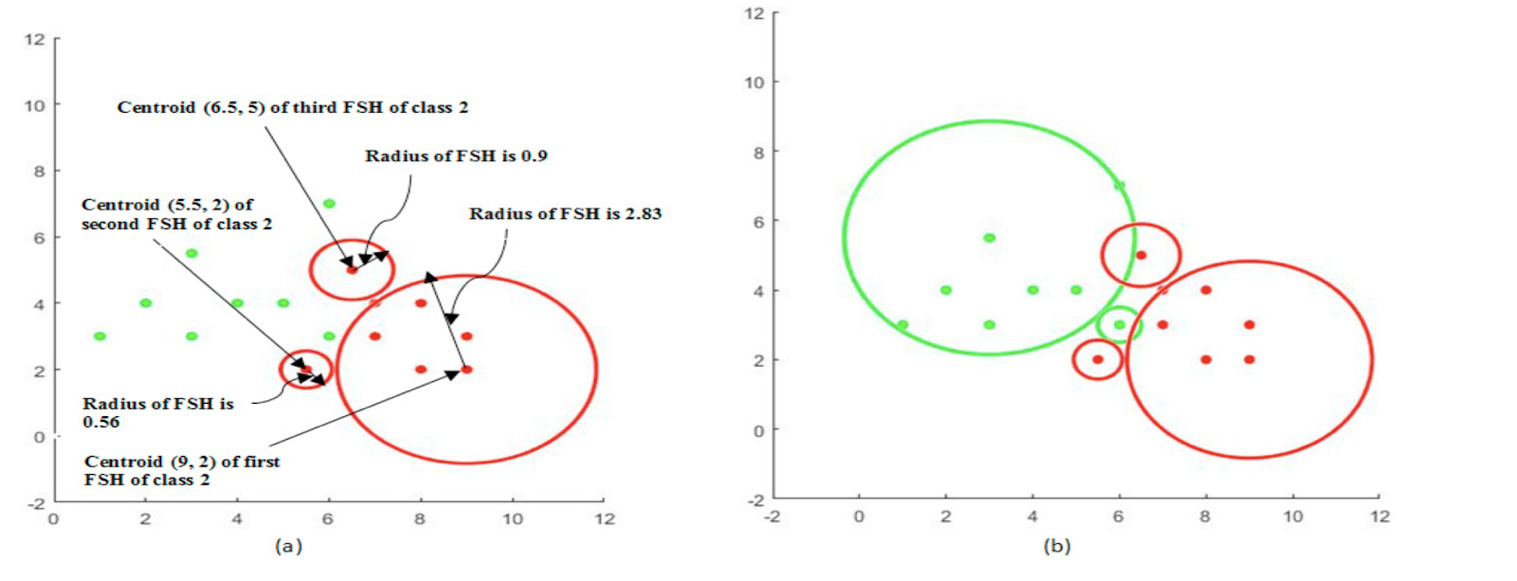 12
10
8
6
4
2
0
-2
0 2 4 6 8 10 12
Centroid (6.5, 5) of third FSH of class 2
Radius of FSH is 0.9
Centroid (5.5, 2) of
second FSH of class 2
Radius of FSH is 2.83
Radius of FSH is
0.56
Centroid (9, 2) of first
FSH of class 2
(a)
12
10
8
6
4
2
0
-2
-2 0 2 4 6 8 10 12
(b)